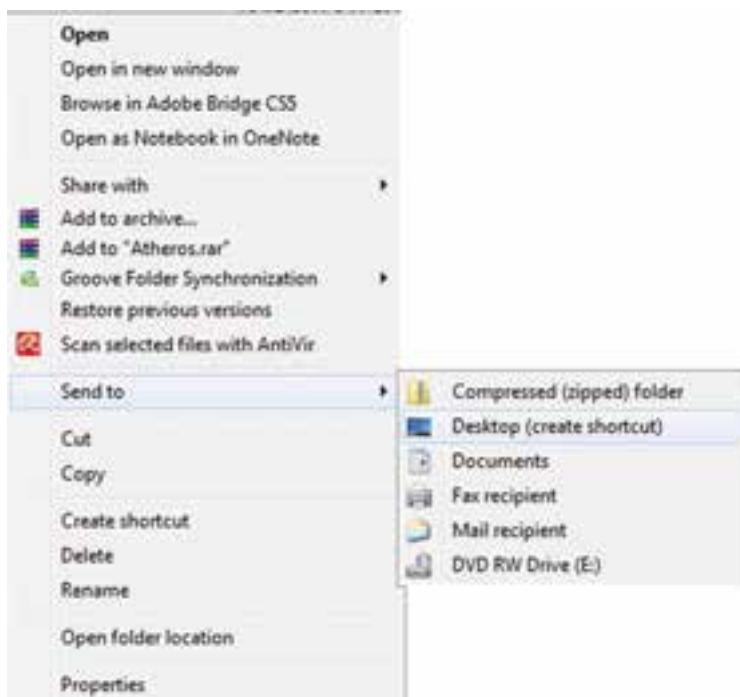 Open
Open in new window
Browse in Adobe Bridge CS5
Open as Notebook in OneNote
Share with
Add to archive...
Add to "Atheros.rar"
Groove Folder Synchronization
Restore previous versions
Scan selected files with AntiVir
Send to
Cut
Copy
Create shortcut
Delete
Rename
Open folder location
Properties
Compressed (zipped) folder
Desktop (create shortcut)
Documents
Fax recipient
Mail recipient
DVD RW Drive (E:)